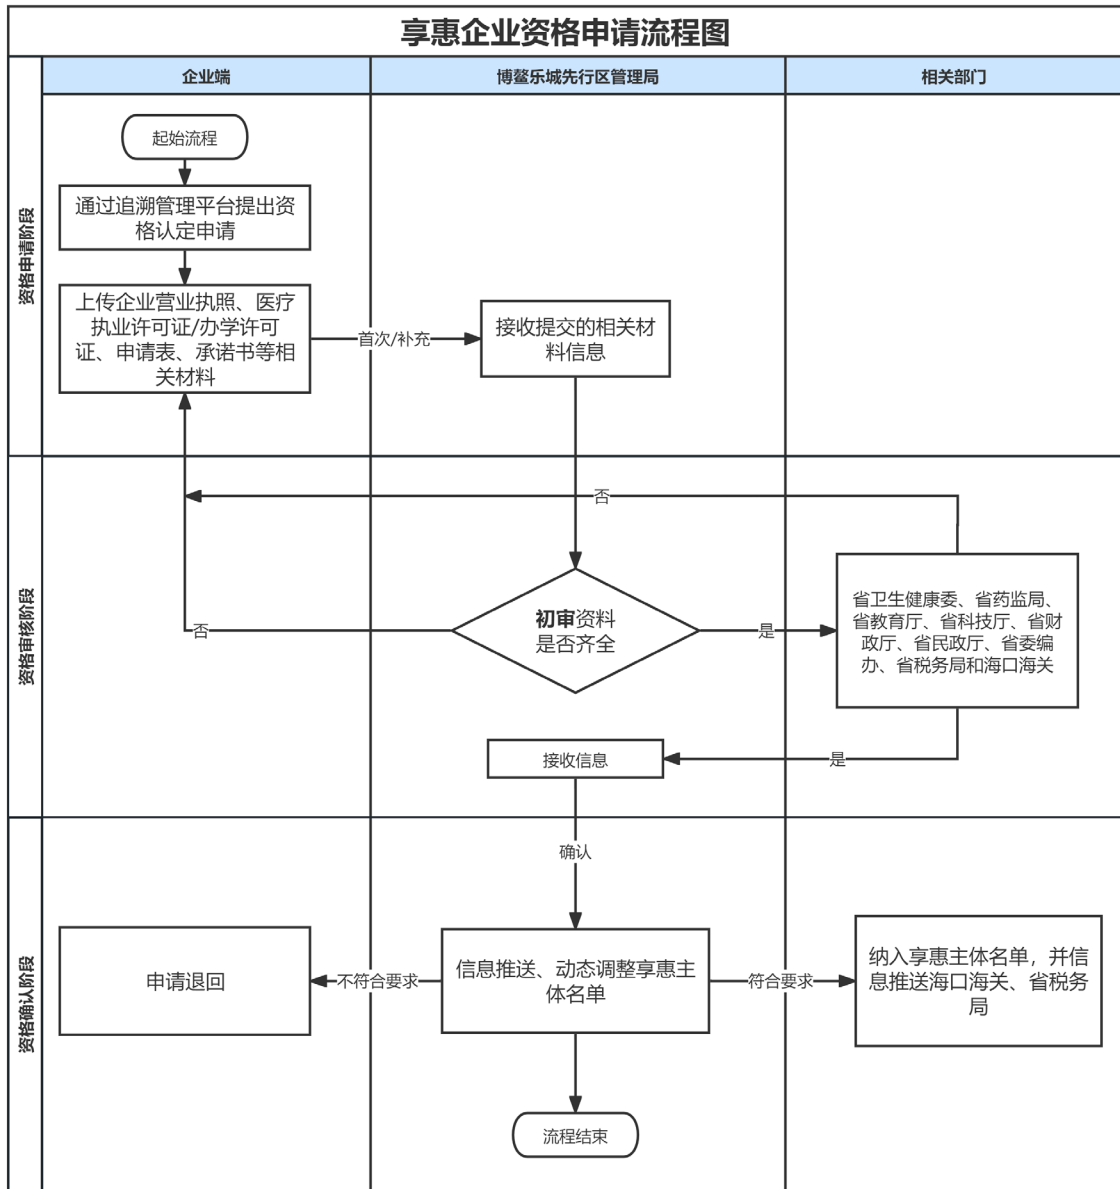 享惠企业资格申请流程图
企业端
博鳌乐城先行区管理局
相关部门
资格申请阶段
起始流程
通过追溯管理平台提出资
格认定申请
上传企业营业执照、医疗
执业许可证/办学许可
证、申请表、承诺书等相
关材料
首次/补充
接收提交的相关材
料信息
资格审核阶段
否
初审资料
是否齐全
否
是
省卫生健康委、省药监局、
省教育厅、省科技厅、省财
政厅、省民政厅、省委编
办、省税务局和海口海关
接收信息
是
资格确认阶段
确认
申请退回
不符合要求
信息推送、动态调整享惠主
体名单
符合要求
纳入享惠主体名单，并信
息推送海口海关、省税务
局
流程结束